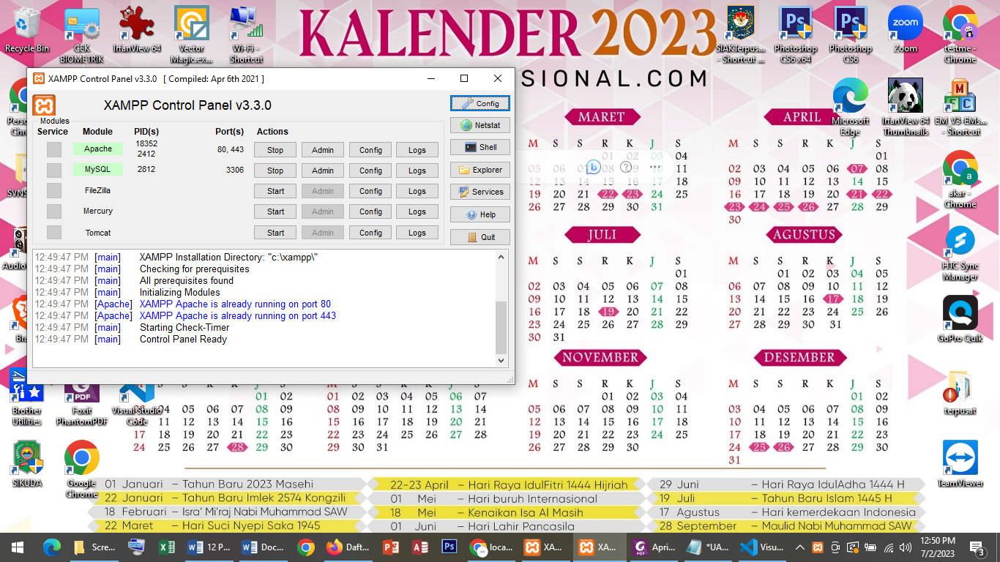 KALENDER 2023
SIONAL.COM
Recycle Bin
CEK BIOMETRIK
IrfanView 64
Vector Magic.ex...
Wi-Fi - Shortcut
SIAKTerpus... - Shortcut ...
Photoshop CS6 x64
Photoshop CS6
Zoom
zoom
testme - Chrome
XAMPP Control Panel v3.3.0 [ Compiled: Apr 6th 2021 ]
XAMPP Control Panel v3.3.0
Config
Netstat
Shell
Explorer
Services
Help
Quit
Modules
Service Module PID(s) Port(s) Actions
Apache 18352 2412 80, 443 Stop Admin Config Logs
MySQL 2812 3306 Stop Admin Config Logs
FileZilla Start Admin Config Logs
Mercury Start Admin Config Logs
Tomcat Start Admin Config Logs
12:49:47 PM [main] XAMPP Installation Directory: "c:\xampp\"
12:49:47 PM [main] Checking for prerequisites
12:49:47 PM [main] All prerequisites found
12:49:47 PM [main] Initializing Modules
12:49:47 PM [Apache] XAMPP Apache is already running on port 80
12:49:47 PM [Apache] XAMPP Apache is already running on port 443
12:49:47 PM [main] Starting Check-Timer
12:49:47 PM [main] Control Panel Ready
Microsoft Edge
IrfanView 64 Thumbnails
EMI_V3-EMs... - Shortcut
akar - Chrome
HTC Sync Manager
GoPro Quik
terpusat
TeamViewer
MARET
M S S R K J S
01 02 03 04
05 06 07 08 09 10 11
12 13 14 15 16 17 18
19 20 21 22 23 24 25
26 27 28 29 30 31
APRIL
M S S R K J S
01
02 03 04 05 06 07 08
09 10 11 12 13 14 15
16 17 18 19 20 21 22
23 24 25 26 27 28 29
30
JULI
M S S R K J S
01
02 03 04 05 06 07 08
09 10 11 12 13 14 15
16 17 18 19 20 21 22
23 24 25 26 27 28 29
30 31
AGUSTUS
M S S R K J S
01 02 03 04 05
06 07 08 09 10 11 12
13 14 15 16 17 18 19
20 21 22 23 24 25 26
27 28 29 30 31
NOVEMBER
M S S R K J S
01 02 03 04
05 06 07 08 09 10 11
12 13 14 15 16 17 18
19 20 21 22 23 24 25
26 27 28 29 30
DESEMBER
M S S R K J S
01 02
03 04 05 06 07 08 09
10 11 12 13 14 15 16
17 18 19 20 21 22 23
24 25 26 27 28 29 30
31
M S S R K J S
01 02
04 05 06 07 08 09
11 12 13 14 15 16
17 18 19 20 21 22 23
24 25 26 27 28 29 30
M S S R K J S
01 02 03 04 05 06 07
08 09 10 11 12 13 14
15 16 17 18 19 20 21
22 23 24 25 26 27 28
29 30 31
Brother Utilities
Foxit PhantomPDF
Visual Studio Code
SIKUDA
Google Chrome
01 Januari – Tahun Baru 2023 Masehi
22 Januari – Tahun Baru Imlek 2574 Kongzili
18 Februari – Isra' Mi'raj Nabi Muhammad SAW
22 Maret – Hari Suci Nyepi Saka 1945
22-23 April – Hari Raya IdulFitri 1444 Hijriah
01 Mei – Hari buruh Internasional
18 Mei – Kenaikan Isa Al Masih
01 Juni – Hari Lahir Pancasila
29 Juni – Hari Raya IdulAdha 1444 H
19 Juli – Tahun Baru Islam 1445 H
17 Agustus – Hari kemerdekaan Indonesia
28 September – Maulid Nabi Muhammad SAW
Scre...
12 P...
Doc...
Daft...
loca...
XA...
XA...
Apri...
*UA...
Visu...
12:50 PM
7/2/2023
3